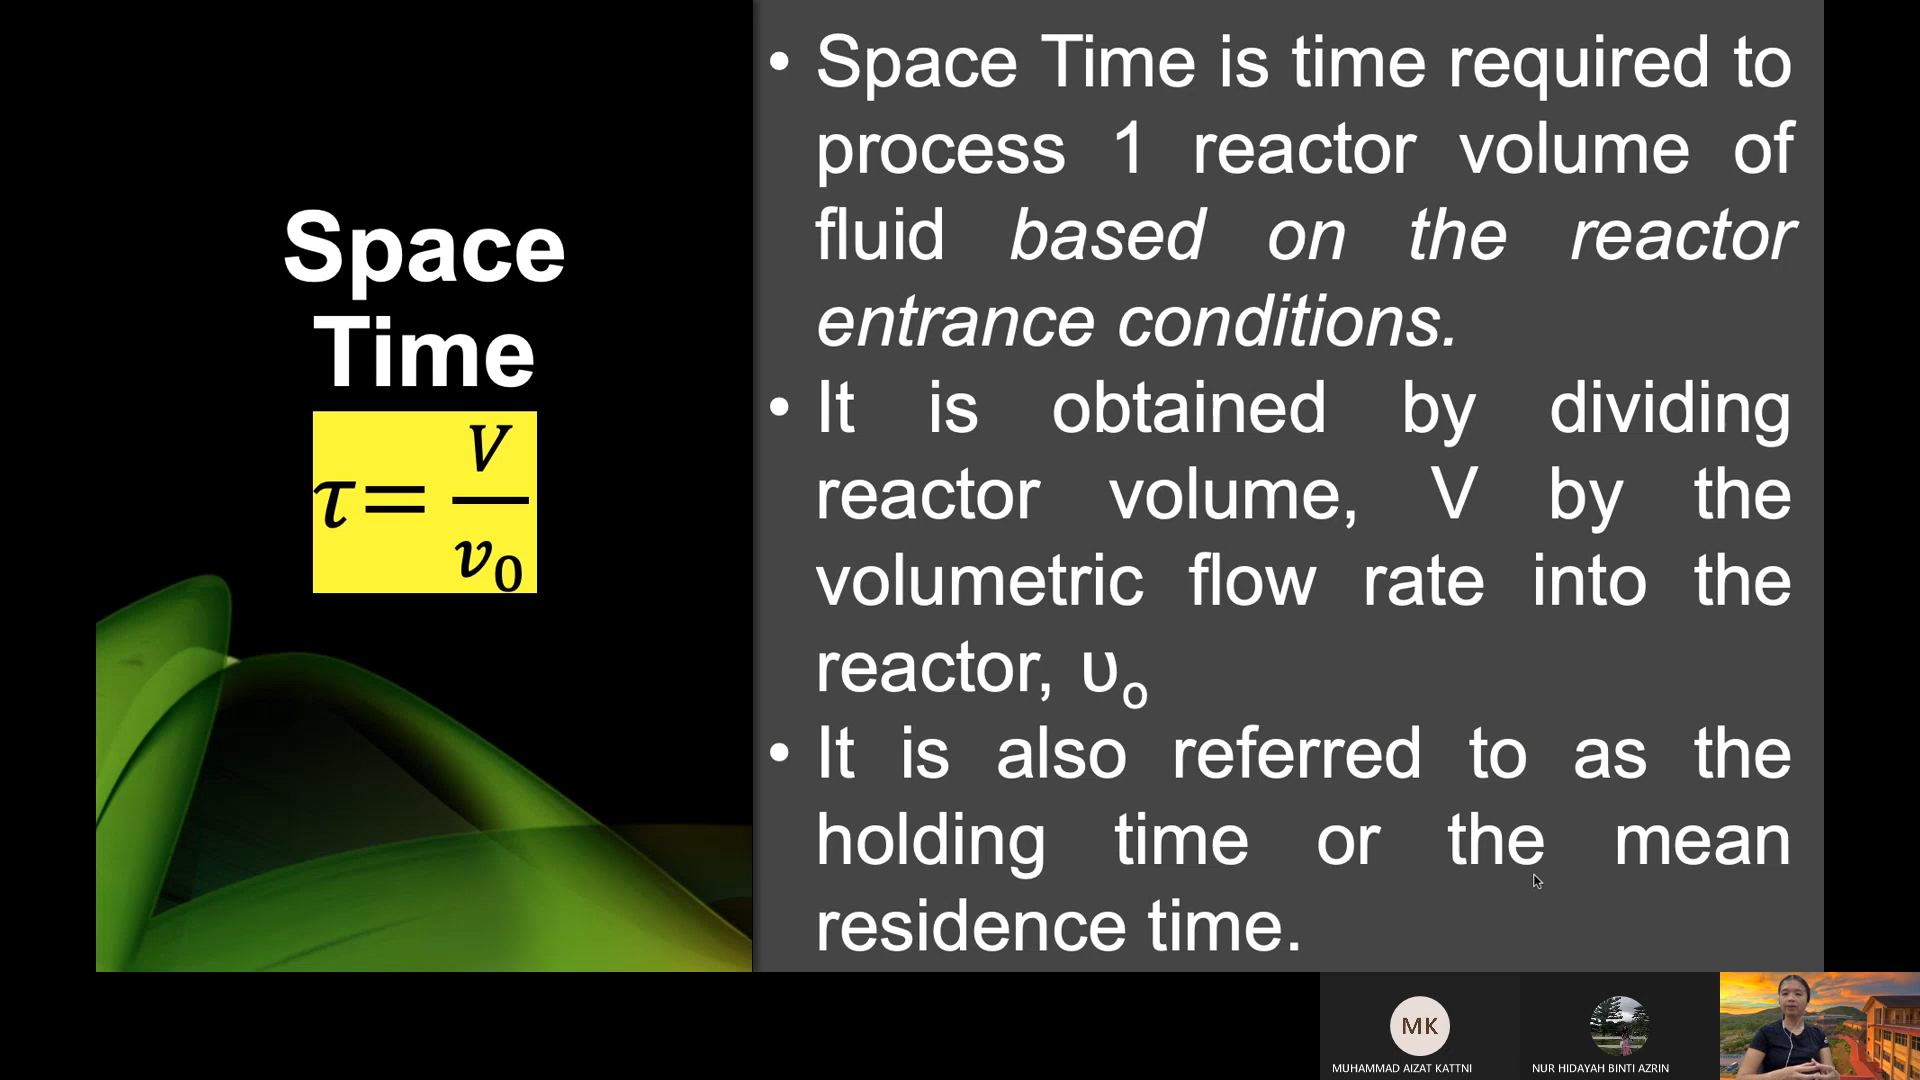 Space
Time
τ= V
v0
• Space Time is time required to
process 1 reactor volume of
fluid based on the reactor
entrance conditions.
• It is obtained by dividing
reactor volume, V by the
volumetric flow rate into the
reactor, υo
• It is also referred to as the
holding time or the mean
residence time.
MK
MUHAMMAD AIZAT KATTNI
NUR HIDAYAH BINTI AZRIN